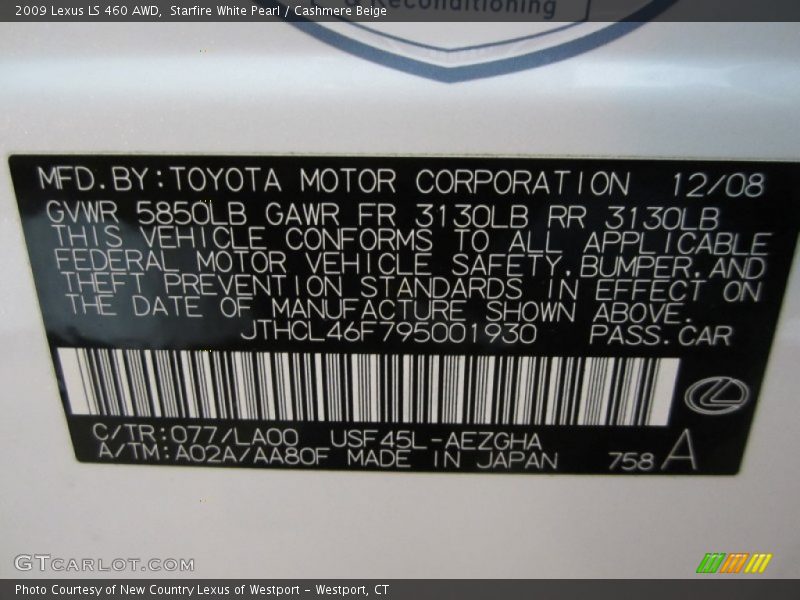 2009 Lexus LS 460 AWD, Starfire White Pearl / Cashmere Beige
& Reconditioning
MFD.BY:TOYOTA MOTOR CORPORATION 12/08
GVWR 5850LB GAWR FR 3130LB RR 3130LB
THIS VEHICLE CONFORMS TO ALL APPLICABLE
FEDERAL MOTOR VEHICLE SAFETY,BUMPER,AND
THEFT PREVENTION STANDARDS IN EFFECT ON
THE DATE OF MANUFACTURE SHOWN ABOVE.
JTHCL46F795001930 PASS.CAR
C/TR:077/LA00 USF45L-AEZGHA
A/TM:A02A/AA80F MADE IN JAPAN 758 A
GTCARLOT.COM
Photo Courtesy of New Country Lexus of Westport - Westport, CT